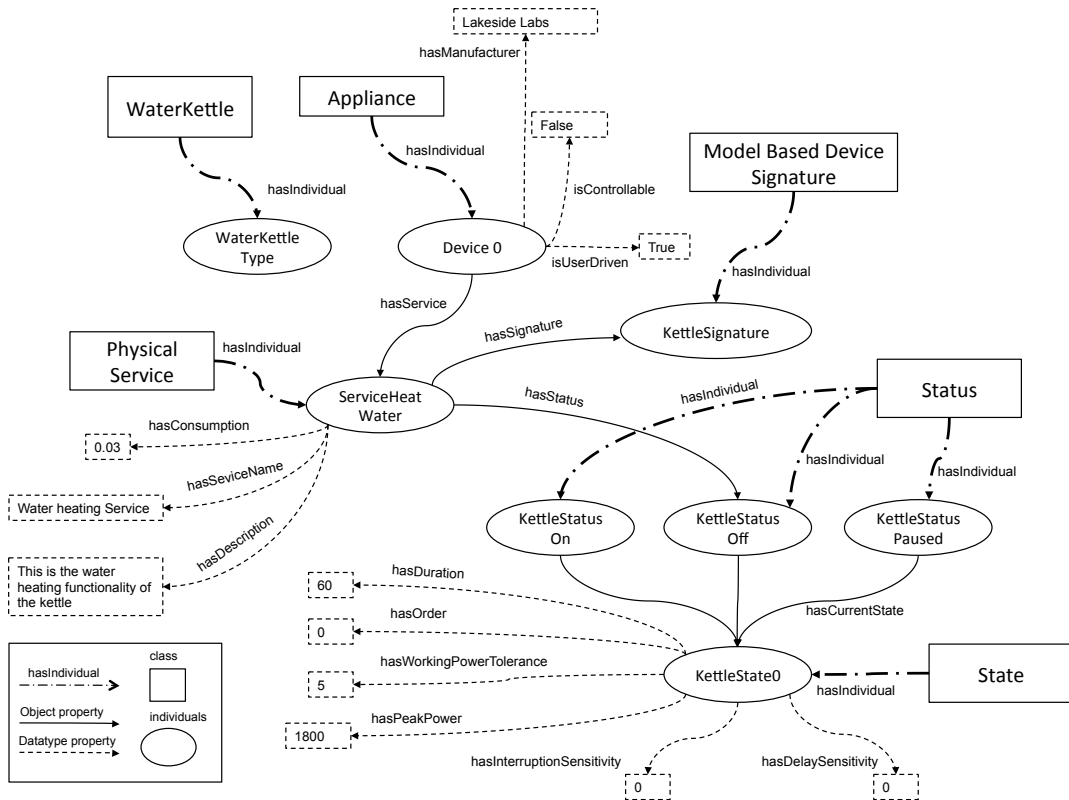 Lakeside Labs
hasManufacturer
WaterKettle
Appliance
False
hasIndividual
Model Based Device
Signature
isControllable
hasIndividual
WaterKettle
Type
Device 0
True
isUserDriven
hasIndividual
hasService
hasSignature
KettleSignature
Physical
Service
hasIndividual
ServiceHeat
Water
hasStatus
hasIndividual
Status
hasConsumption
0.03
hasIndividual
hasIndividual
hasSeviceName
Water heating Service
KettleStatus
On
KettleStatus
Off
KettleStatus
Paused
hasDescription
This is the water
heating functionality of
the kettle
hasDuration
60
hasOrder
0
hasCurrentState
hasWorkingPowerTolerance
5
KettleState0
hasIndividual
State
hasPeakPower
1800
hasInterruptionSensitivity
0
hasDelaySensitivity
0
class
hasIndividual
Object property
individuals
Datatype property